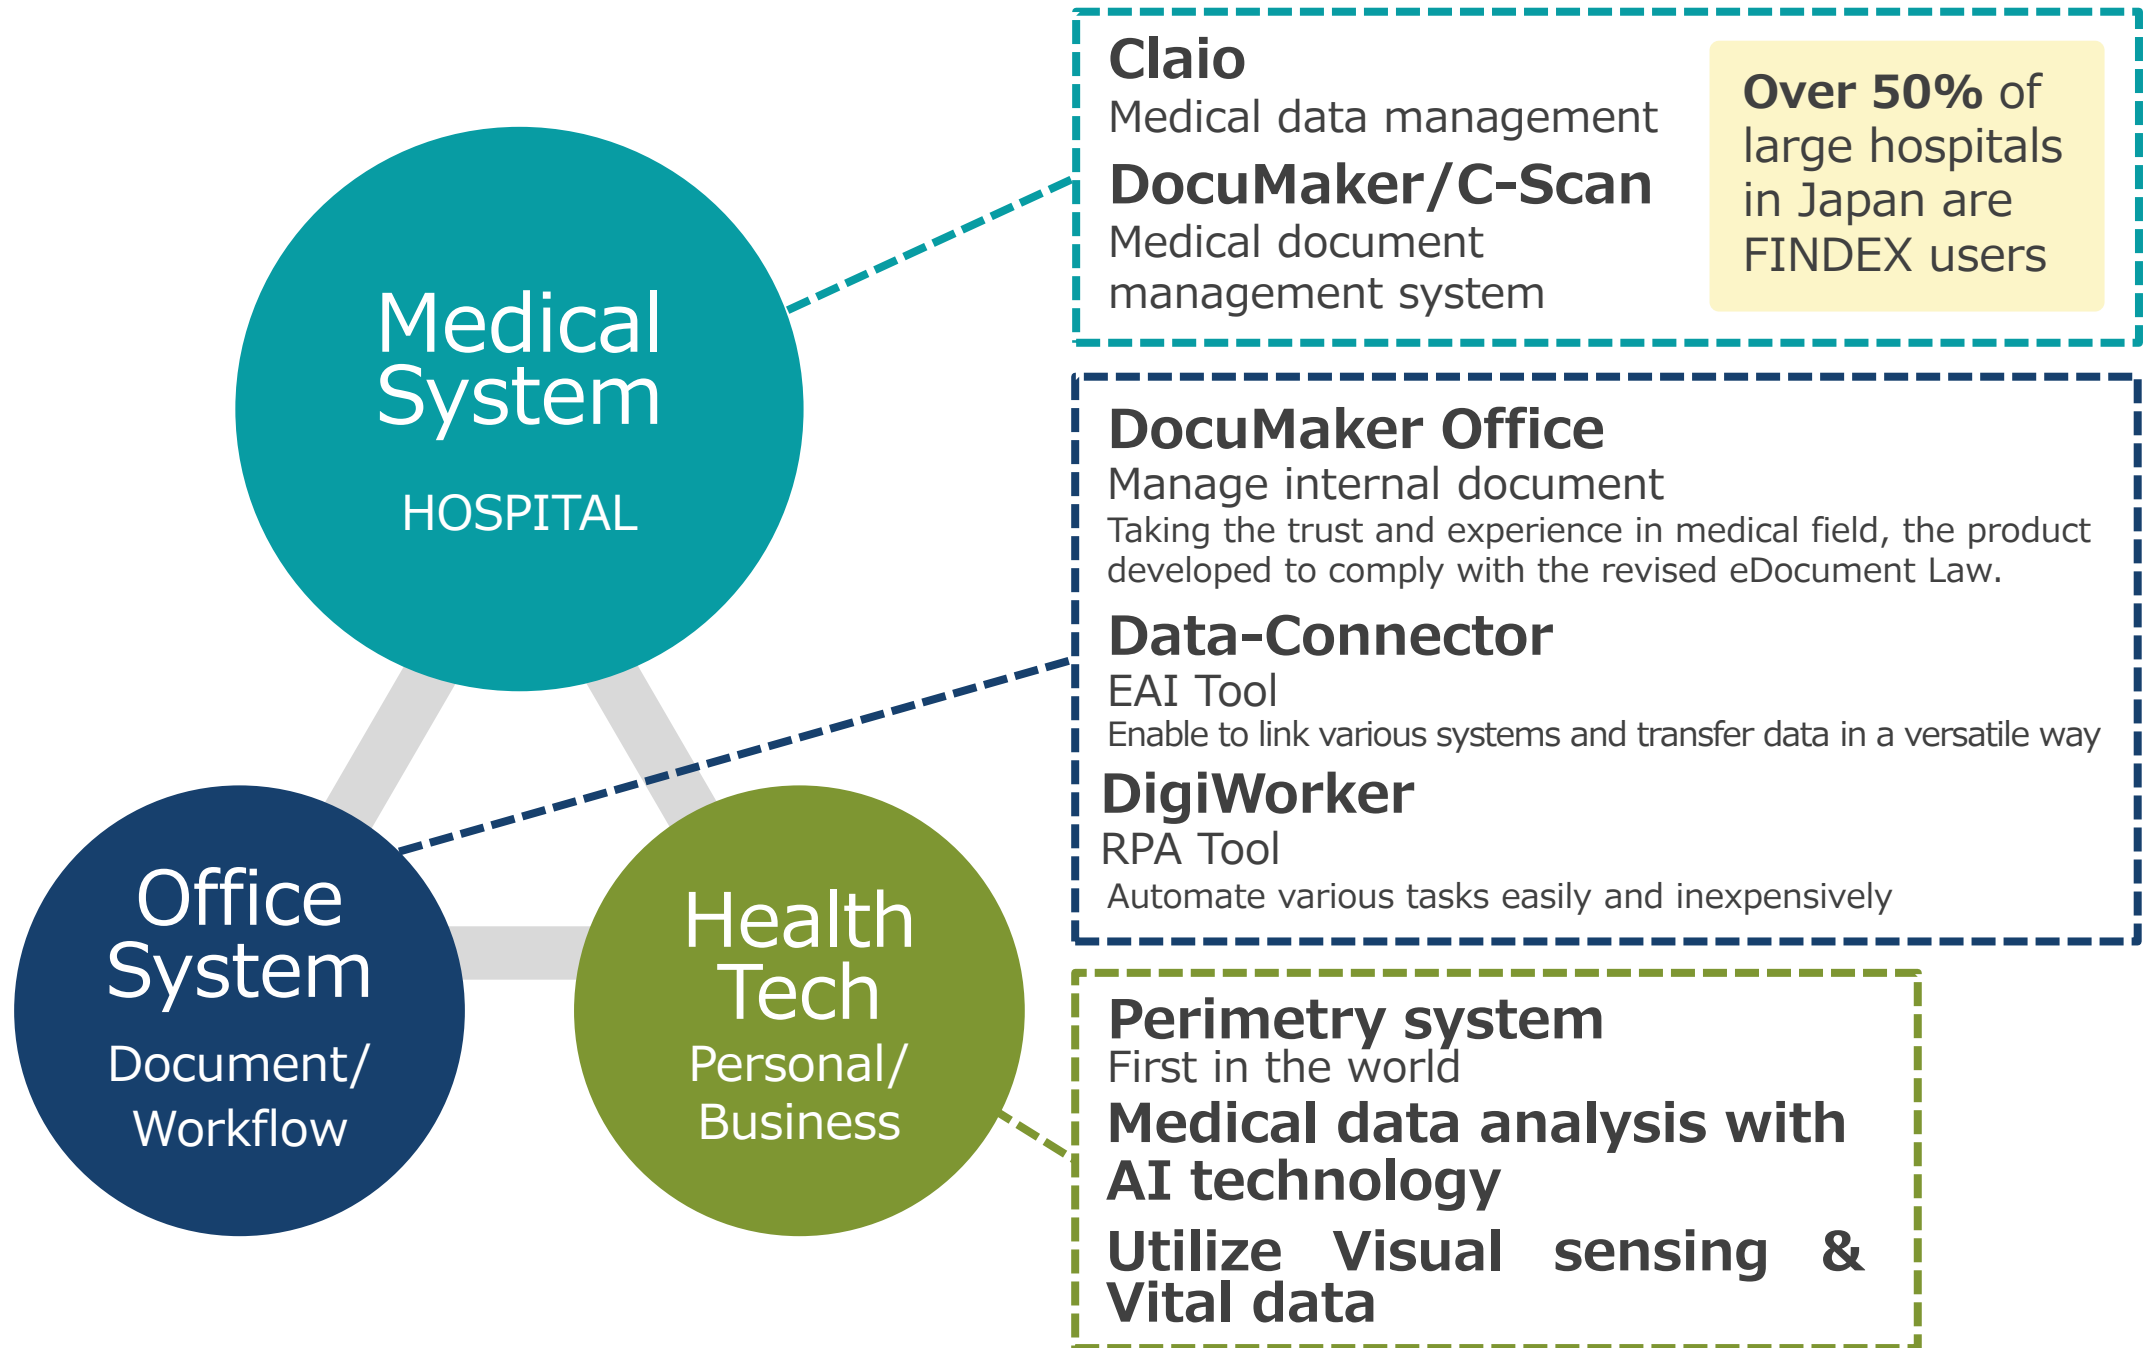 Medical
System
HOSPITAL
Office
System
Document/
Workflow
Health
Tech
Personal/
Business
Claio
Medical data management
DocuMaker/C-Scan
Medical document
management system
Over 50% of
large hospitals
in Japan are
FINDEX users
DocuMaker Office
Manage internal document
Taking the trust and experience in medical field, the product
developed to comply with the revised eDocument Law.
Data-Connector
EAI Tool
Enable to link various systems and transfer data in a versatile way
DigiWorker
RPA Tool
Automate various tasks easily and inexpensively
Perimetry system
First in the world
Medical data analysis with
AI technology
Utilize Visual sensing &
Vital data